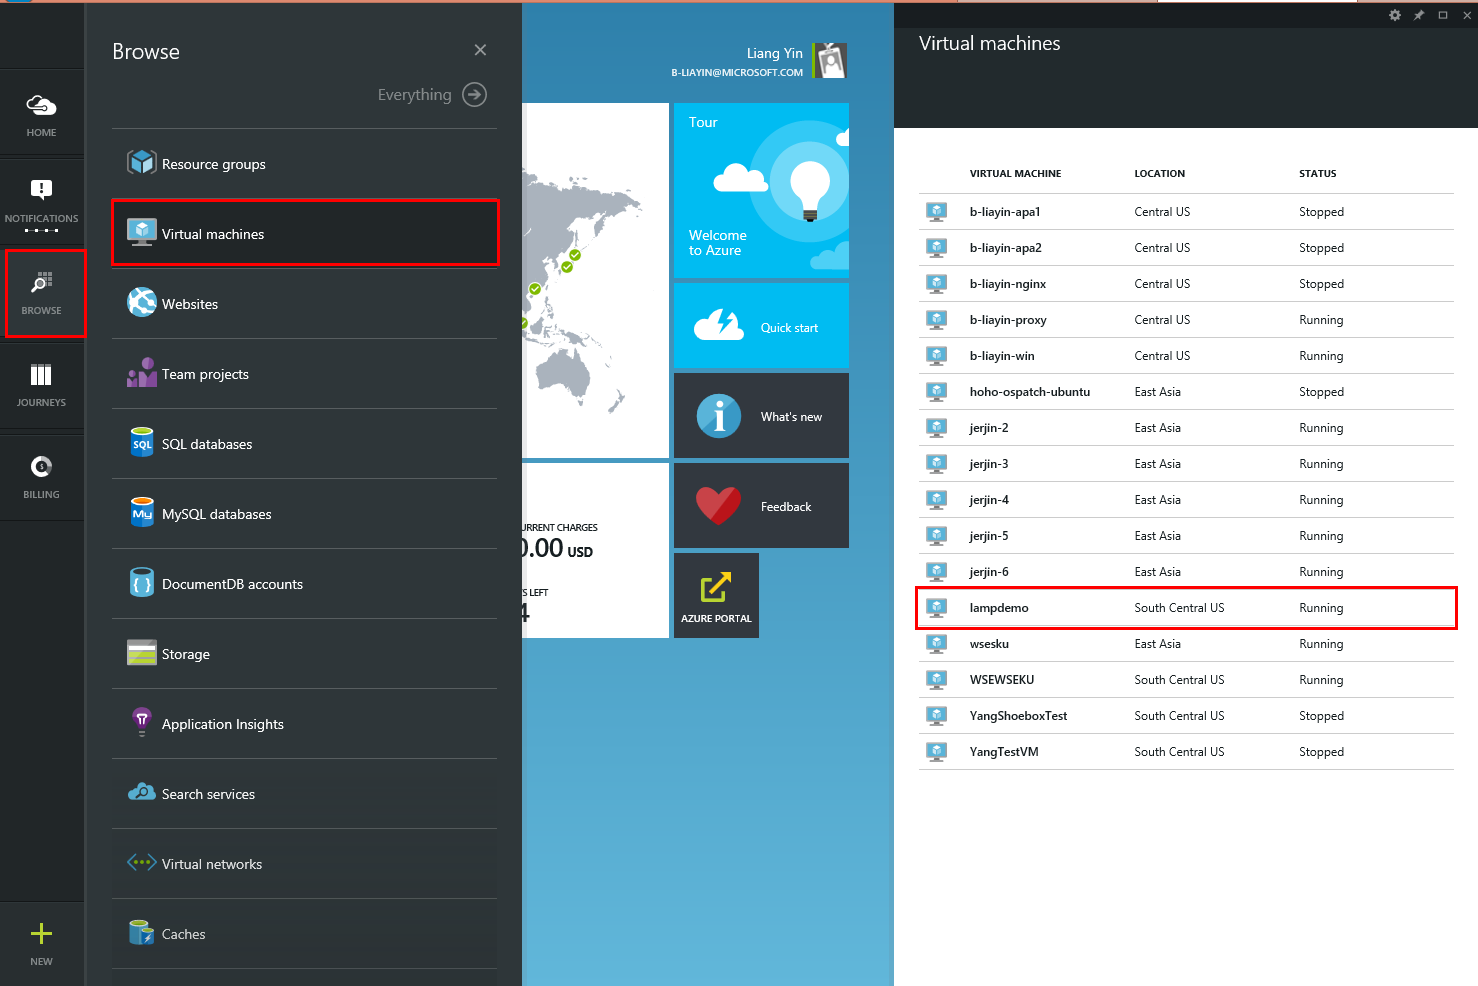 HOME
NOTIFICATIONS
BROWSE
JOURNEYS
BILLING
NEW
Browse
Everything
Resource groups
Virtual machines
Websites
Team projects
SQL
SQL databases
My
MySQL databases
DocumentDB accounts
Storage
Application Insights
Search services
Virtual networks
Caches
Liang Yin
B-LIAYIN@MICROSOFT.COM
Tour
Welcome
to Azure
Quick start
What's new
Feedback
URRENT CHARGES
0.00 USD
LEFT
4
AZURE PORTAL
Virtual machines
VIRTUAL MACHINE LOCATION STATUS
b-liayin-apa1 Central US Stopped
b-liayin-apa2 Central US Stopped
b-liayin-nginx Central US Stopped
b-liayin-proxy Central US Running
b-liayin-win Central US Running
hoho-ospatch-ubuntu East Asia Stopped
jerjin-2 East Asia Running
jerjin-3 East Asia Running
jerjin-4 East Asia Running
jerjin-5 East Asia Running
jerjin-6 East Asia Running
lampdemo South Central US Running
wsesku East Asia Running
WSEWSEKU South Central US Running
YangShoeboxTest South Central US Stopped
YangTestVM South Central US Stopped